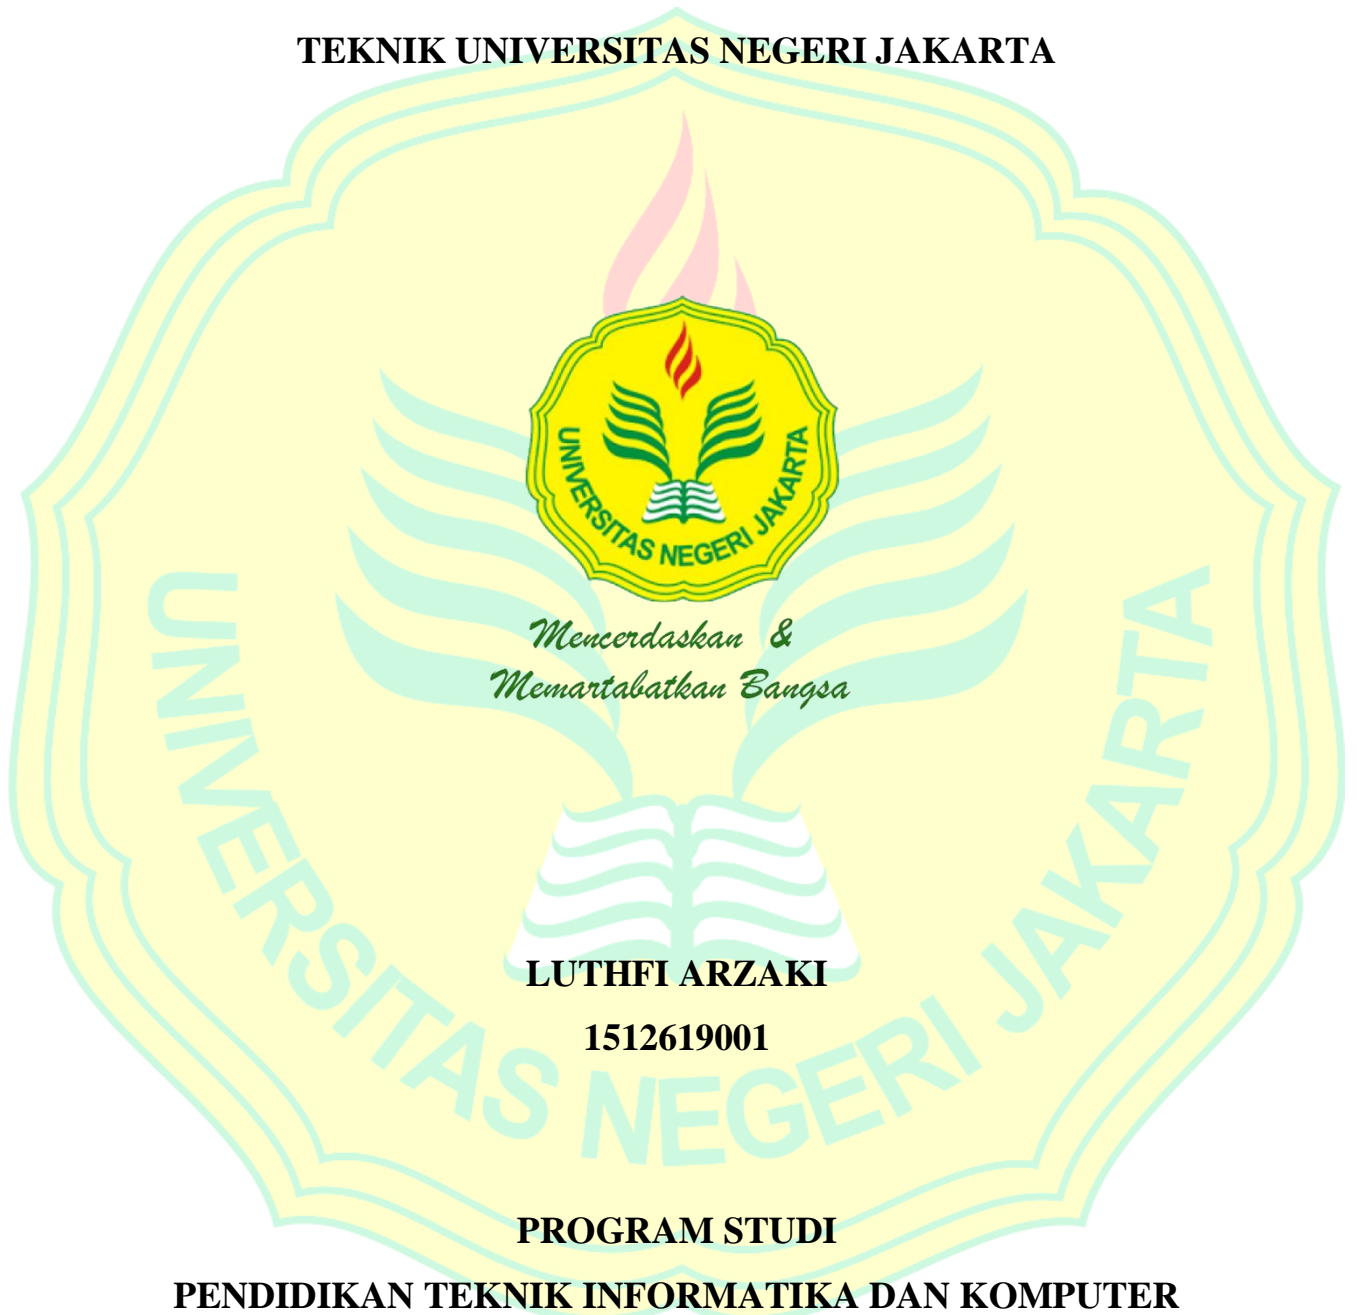 TEKNIK UNIVERSITAS NEGERI JAKARTA
UNIVERSITAS NEGERI JAKARTA
Mencerdaskan &
Memartabatkan Bangsa
UNIVERSITAS NEGERI JAKARTA
LUTHFI ARZAKI
1512619001
PROGRAM STUDI
PENDIDIKAN TEKNIK INFORMATIKA DAN KOMPUTER